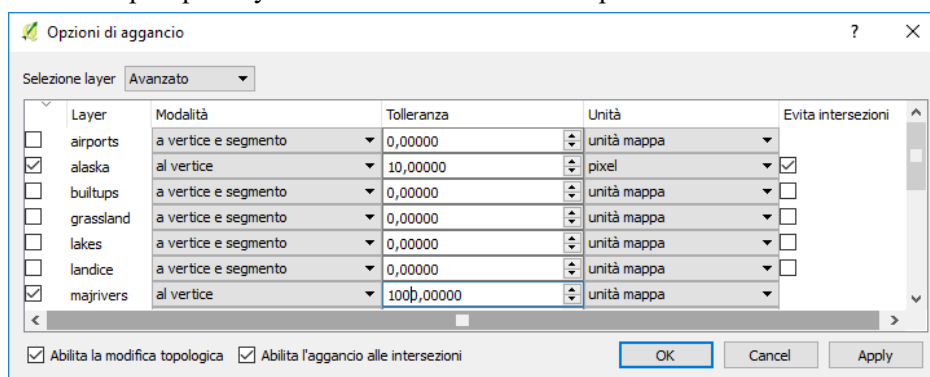 Opzioni di aggancio ?
Selezione layer Avanzato
Layer Modalità Tolleranza Unità Evita intersezioni
airports a vertice e segmento 0,00000 unità mappa
alaska al vertice 10,00000 pixel
builtups a vertice e segmento 0,00000 unità mappa
grassland a vertice e segmento 0,00000 unità mappa
lakes a vertice e segmento 0,00000 unità mappa
landice a vertice e segmento 0,00000 unità mappa
majrivers al vertice 1000,00000 unità mappa
Abilita la modifica topologica Abilita l'aggancio alle intersezioni OK Cancel Apply